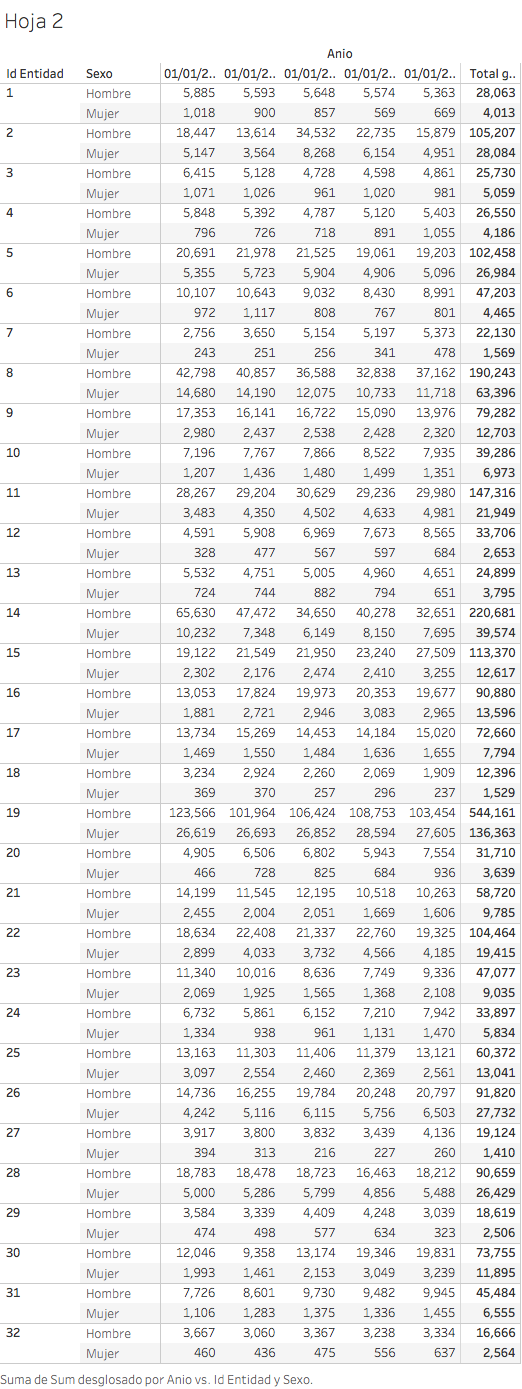 Hoja 2
Anio
Id Entidad Sexo 01/01/2.. 01/01/2.. 01/01/2.. 01/01/2.. 01/01/2.. Total g..
1 Hombre 5,885 5,593 5,648 5,574 5,363 28,063
Mujer 1,018 900 857 569 669 4,013
2 Hombre 18,447 13,614 34,532 22,735 15,879 105,207
Mujer 5,147 3,564 8,268 6,154 4,951 28,084
3 Hombre 6,415 5,128 4,728 4,598 4,861 25,730
Mujer 1,071 1,026 961 1,020 981 5,059
4 Hombre 5,848 5,392 4,787 5,120 5,403 26,550
Mujer 796 726 718 891 1,055 4,186
5 Hombre 20,691 21,978 21,525 19,061 19,203 102,458
Mujer 5,355 5,723 5,904 4,906 5,096 26,984
6 Hombre 10,107 10,643 9,032 8,430 8,991 47,203
Mujer 972 1,117 808 767 801 4,465
7 Hombre 2,756 3,650 5,154 5,197 5,373 22,130
Mujer 243 251 256 341 478 1,569
8 Hombre 42,798 40,857 36,588 32,838 37,162 190,243
Mujer 14,680 14,190 12,075 10,733 11,718 63,396
9 Hombre 17,353 16,141 16,722 15,090 13,976 79,282
Mujer 2,980 2,437 2,538 2,428 2,320 12,703
10 Hombre 7,196 7,767 7,866 8,522 7,935 39,286
Mujer 1,207 1,436 1,480 1,499 1,351 6,973
11 Hombre 28,267 29,204 30,629 29,236 29,980 147,316
Mujer 3,483 4,350 4,502 4,633 4,981 21,949
12 Hombre 4,591 5,908 6,969 7,673 8,565 33,706
Mujer 328 477 567 597 684 2,653
13 Hombre 5,532 4,751 5,005 4,960 4,651 24,899
Mujer 724 744 882 794 651 3,795
14 Hombre 65,630 47,472 34,650 40,278 32,651 220,681
Mujer 10,232 7,348 6,149 8,150 7,695 39,574
15 Hombre 19,122 21,549 21,950 23,240 27,509 113,370
Mujer 2,302 2,176 2,474 2,410 3,255 12,617
16 Hombre 13,053 17,824 19,973 20,353 19,677 90,880
Mujer 1,881 2,721 2,946 3,083 2,965 13,596
17 Hombre 13,734 15,269 14,453 14,184 15,020 72,660
Mujer 1,469 1,550 1,484 1,636 1,655 7,794
18 Hombre 3,234 2,924 2,260 2,069 1,909 12,396
Mujer 369 370 257 296 237 1,529
19 Hombre 123,566 101,964 106,424 108,753 103,454 544,161
Mujer 26,619 26,693 26,852 28,594 27,605 136,363
20 Hombre 4,905 6,506 6,802 5,943 7,554 31,710
Mujer 466 728 825 684 936 3,639
21 Hombre 14,199 11,545 12,195 10,518 10,263 58,720
Mujer 2,455 2,004 2,051 1,669 1,606 9,785
22 Hombre 18,634 22,408 21,337 22,760 19,325 104,464
Mujer 2,899 4,033 3,732 4,566 4,185 19,415
23 Hombre 11,340 10,016 8,636 7,749 9,336 47,077
Mujer 2,069 1,925 1,565 1,368 2,108 9,035
24 Hombre 6,732 5,861 6,152 7,210 7,942 33,897
Mujer 1,334 938 961 1,131 1,470 5,834
25 Hombre 13,163 11,303 11,406 11,379 13,121 60,372
Mujer 3,097 2,554 2,460 2,369 2,561 13,041
26 Hombre 14,736 16,255 19,784 20,248 20,797 91,820
Mujer 4,242 5,116 6,115 5,756 6,503 27,732
27 Hombre 3,917 3,800 3,832 3,439 4,136 19,124
Mujer 394 313 216 227 260 1,410
28 Hombre 18,783 18,478 18,723 16,463 18,212 90,659
Mujer 5,000 5,286 5,799 4,856 5,488 26,429
29 Hombre 3,584 3,339 4,409 4,248 3,039 18,619
Mujer 474 498 577 634 323 2,506
30 Hombre 12,046 9,358 13,174 19,346 19,831 73,755
Mujer 1,993 1,461 2,153 3,049 3,239 11,895
31 Hombre 7,726 8,601 9,730 9,482 9,945 45,484
Mujer 1,106 1,283 1,375 1,336 1,455 6,555
32 Hombre 3,667 3,060 3,367 3,238 3,334 16,666
Mujer 460 436 475 556 637 2,564
Suma de Sum desglosado por Anio vs. Id Entidad y Sexo.